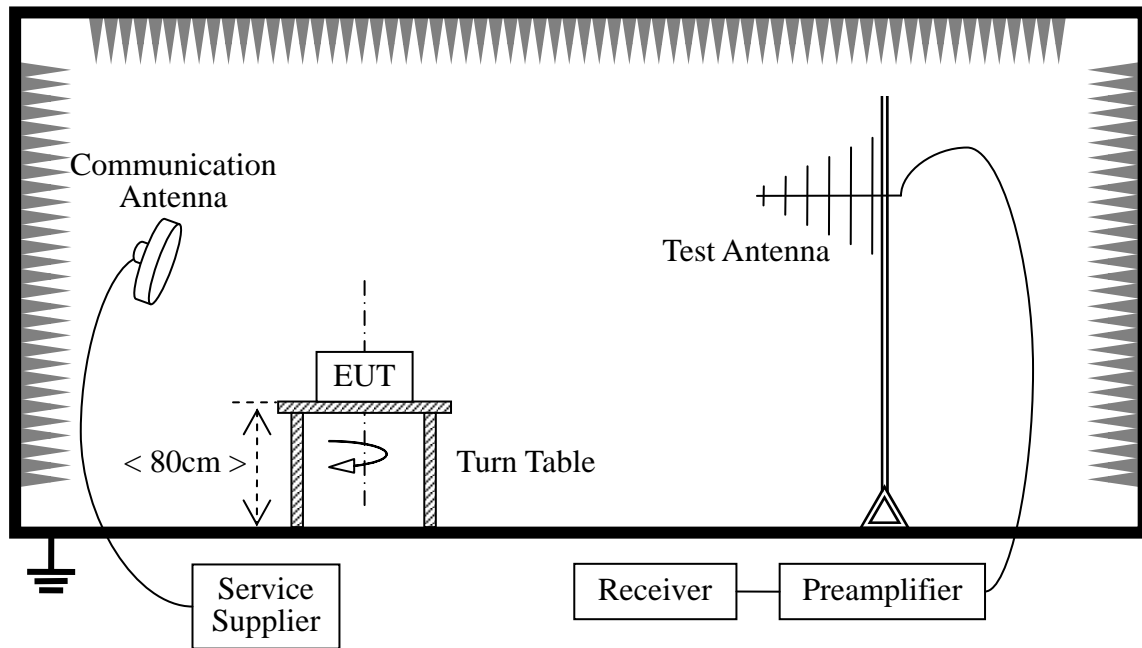 Communication
Antenna
Test Antenna
EUT
< 80cm >
Turn Table
Service
Supplier
Receiver
Preamplifier